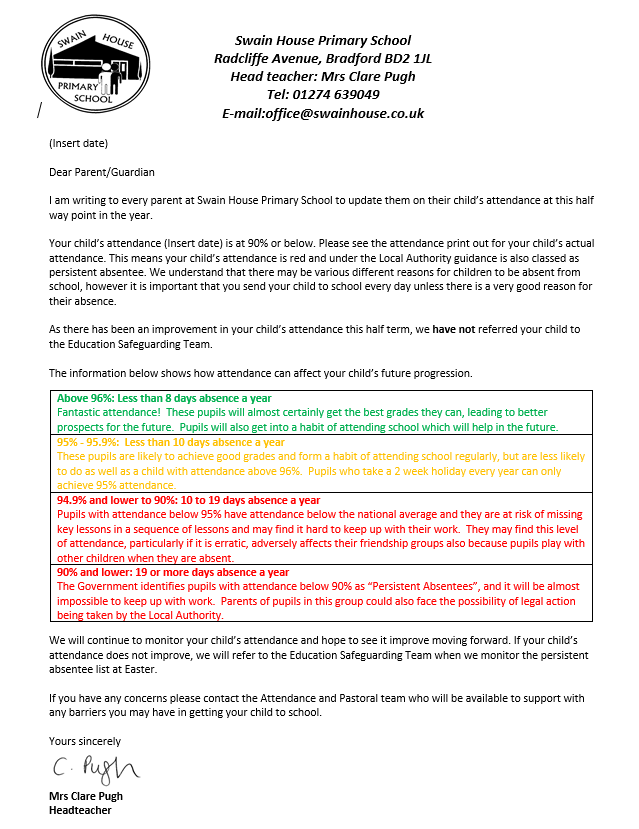 SWAIN HOUSE
PRIMARY
SCHOOL
Swain House Primary School
Radcliffe Avenue, Bradford BD2 1JL
Head teacher: Mrs Clare Pugh
Tel: 01274 639049
E-mail:office@swainhouse.co.uk
/
(Insert date)
Dear Parent/Guardian
I am writing to every parent at Swain House Primary School to update them on their child's attendance at this half
way point in the year.
Your child's attendance (Insert date) is at 90% or below. Please see the attendance print out for your child's actual
attendance. This means your child's attendance is red and under the Local Authority guidance is also classed as
persistent absentee. We understand that there may be various different reasons for children to be absent from
school, however it is important that you send your child to school every day unless there is a very good reason for
their absence.
As there has been an improvement in your child's attendance this half term, we have not referred your child to
the Education Safeguarding Team.
The information below shows how attendance can affect your child's future progression.
Above 96%: Less than 8 days absence a year
Fantastic attendance!  These pupils will almost certainly get the best grades they can, leading to better
prospects for the future.  Pupils will also get into a habit of attending school which will help in the future.
95% - 95.9%:  Less than 10 days absence a year
These pupils are likely to achieve good grades and form a habit of attending school regularly, but are less likely
to do as well as a child with attendance above 96%.  Pupils who take a 2 week holiday every year can only
achieve 95% attendance.
94.9% and lower to 90%: 10 to 19 days absence a year
Pupils with attendance below 95% have attendance below the national average and they are at risk of missing
key lessons in a sequence of lessons and may find it hard to keep up with their work.  They may find this level
of attendance, particularly if it is erratic, adversely affects their friendship groups also because pupils play with
other children when they are absent.
90% and lower: 19 or more days absence a year
The Government identifies pupils with attendance below 90% as "Persistent Absentees", and it will be almost
impossible to keep up with work.  Parents of pupils in this group could also face the possibility of legal action
being taken by the Local Authority.
We will continue to monitor your child's attendance and hope to see it improve moving forward. If your child's
attendance does not improve, we will refer to the Education Safeguarding Team when we monitor the persistent
absentee list at Easter.
If you have any concerns please contact the Attendance and Pastoral team who will be available to support with
any barriers you may have in getting your child to school.
Yours sincerely
C. Pugh
Mrs Clare Pugh
Headteacher